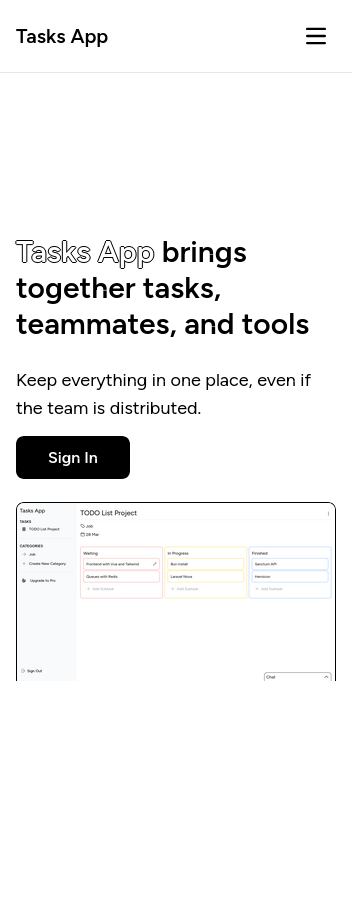 Tasks App
Tasks App brings
together tasks,
teammates, and tools
Keep everything in one place, even if
the team is distributed.
Sign In
Tasks App
TASKS
TODO List Project
CATEGORIES
Job
Create New Category
Upgrade to Pro
Sign Out
TODO List Project
Job
28 Mar
Waiting
Frontend with Vue and Tailwind
Queues with Redis
Add Subtask
In Progress
Bun install
Laravel Nova
Add Subtask
Finished
Sanctum API
Horizion
Add Subtask
Chat